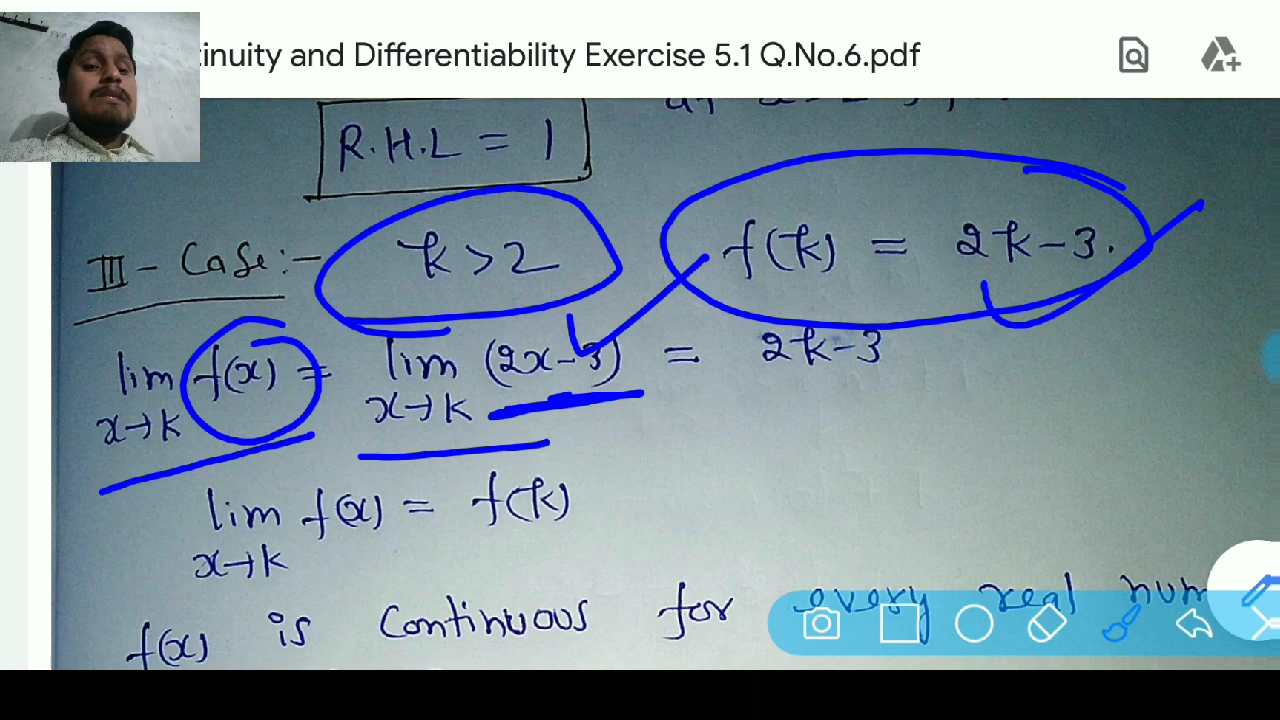 tinuity and Differentiability Exercise 5.1 Q.No.6.pdf
R.H.L = 1
III - Case :- k > 2 f(k) = 2k-3.
lim f(x) = lim (2x-3) = 2k-3
x→k x→k
lim f(x) = f(k)
x→k
f(x) is continuous for every real num